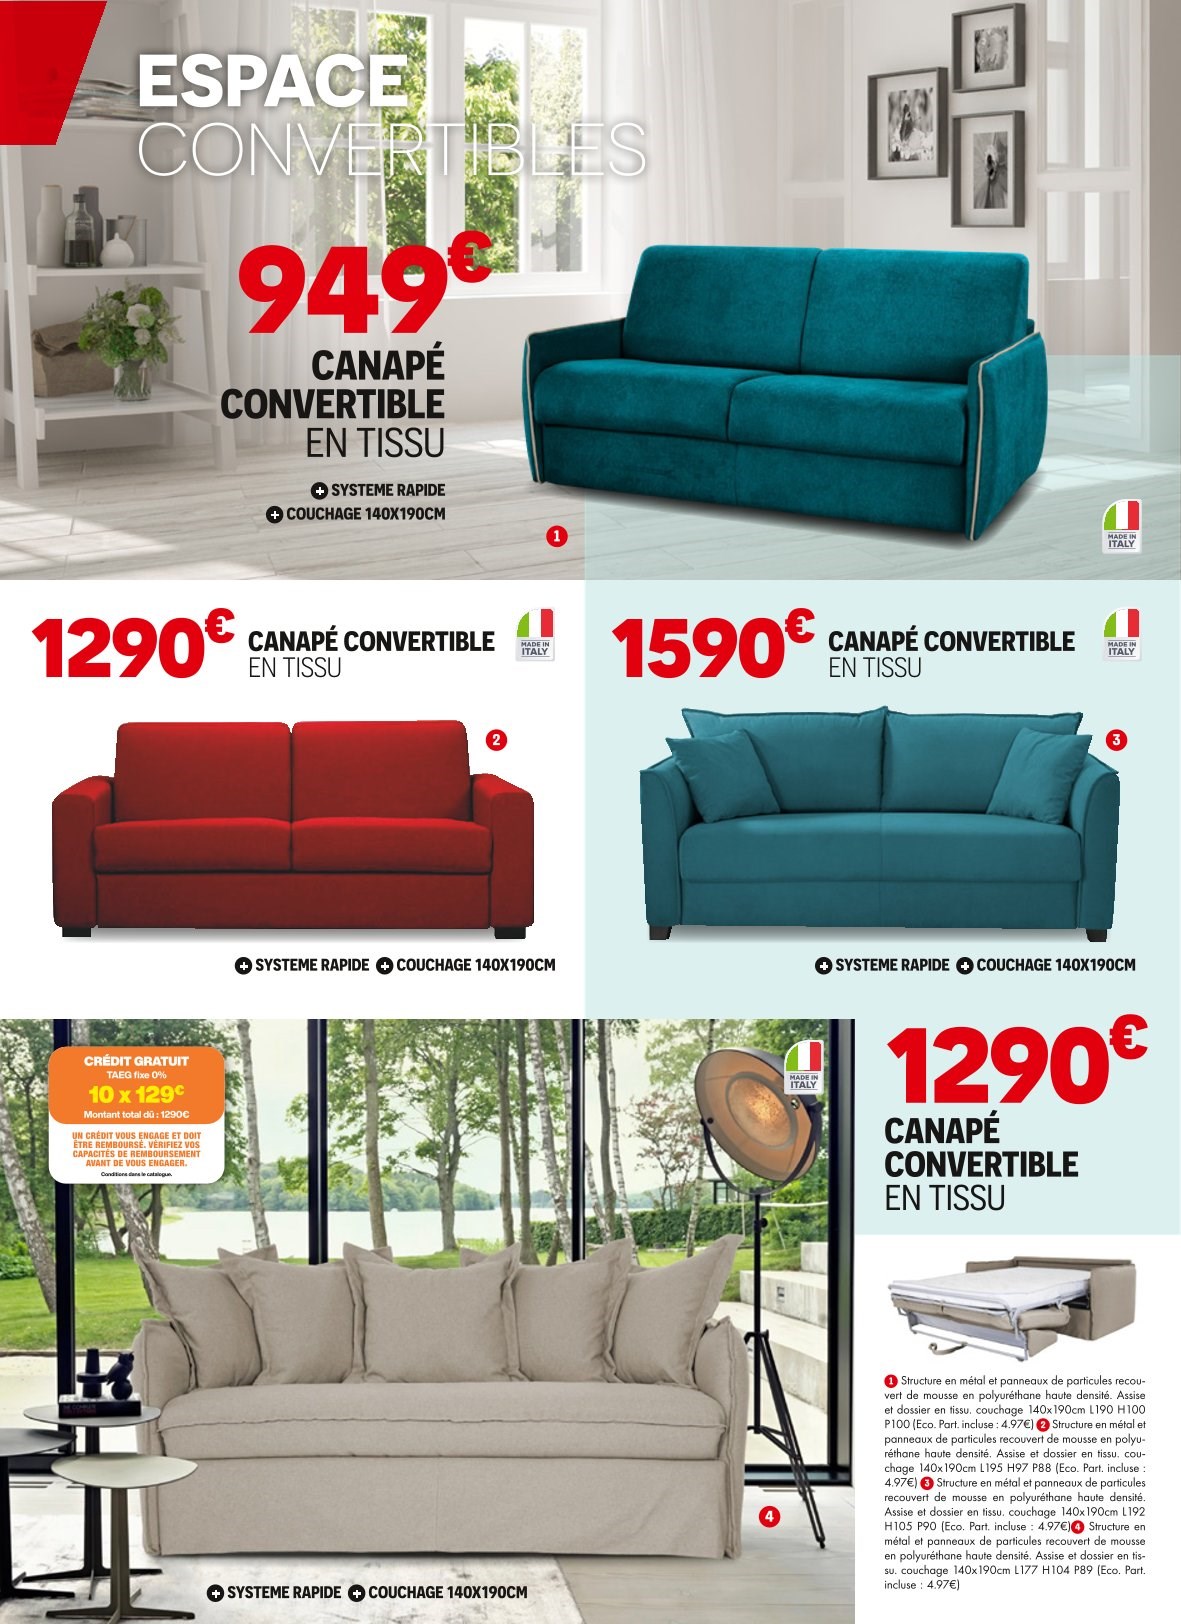 ESPACE
CONVERTIBLES
949€
CANAPÉ
CONVERTIBLE
EN TISSU
+ SYSTEME RAPIDE
+ COUCHAGE 140X190CM
1
MADE IN
ITALY
1290€
CANAPÉ CONVERTIBLE
EN TISSU
MADE IN
ITALY
2
+ SYSTEME RAPIDE + COUCHAGE 140X190CM
1590€
CANAPÉ CONVERTIBLE
EN TISSU
MADE IN
ITALY
3
+ SYSTEME RAPIDE + COUCHAGE 140X190CM
CRÉDIT GRATUIT
TAEG fixe 0%
10 x 129€
Montant total dû : 1290€
UN CRÉDIT VOUS ENGAGE ET DOIT
ÊTRE REMBOURSÉ. VÉRIFIEZ VOS
CAPACITÉS DE REMBOURSEMENT
AVANT DE VOUS ENGAGER.
Conditions dans le catalogue.
MADE IN
ITALY
4
+ SYSTEME RAPIDE + COUCHAGE 140X190CM
1290€
CANAPÉ
CONVERTIBLE
EN TISSU
1 Structure en métal et panneaux de particules recou-
vert de mousse en polyuréthane haute densité. Assise
et dossier en tissu. couchage 140x190cm L190 H100
P100 (Eco. Part. incluse : 4.97€) 2 Structure en métal et
panneaux de particules recouvert de mousse en polyu-
réthane haute densité. Assise et dossier en tissu. cou-
chage 140x190cm L195 H97 P88 (Eco. Part. incluse :
4.97€) 3 Structure en métal et panneaux de particules
recouvert de mousse en polyuréthane haute densité.
Assise et dossier en tissu. couchage 140x190cm L192
H105 P90 (Eco. Part. incluse : 4.97€) 4 Structure en
métal et panneaux de particules recouvert de mousse
en polyuréthane haute densité. Assise et dossier en tis-
su. couchage 140x190cm L177 H104 P89 (Eco. Part.
incluse : 4.97€)